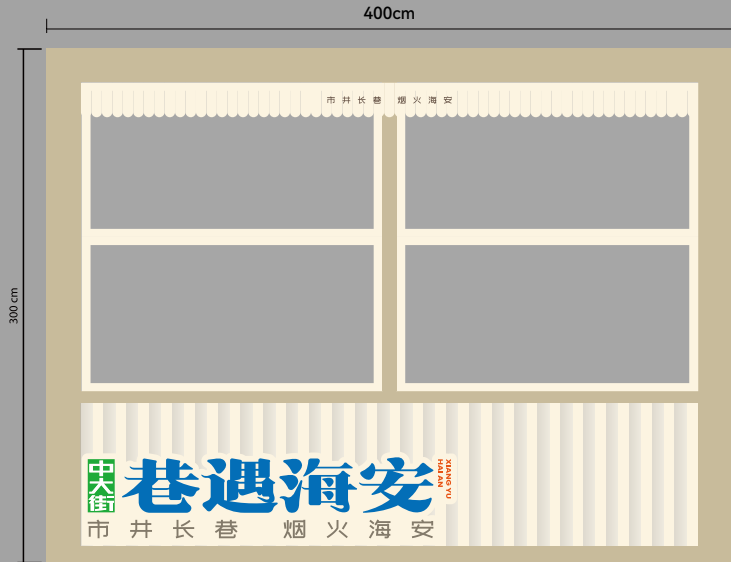 400cm
市井长巷 烟火海安
300 cm
中大街
巷遇海安
XIANG YU
HAI AN
市井长巷 烟火海安